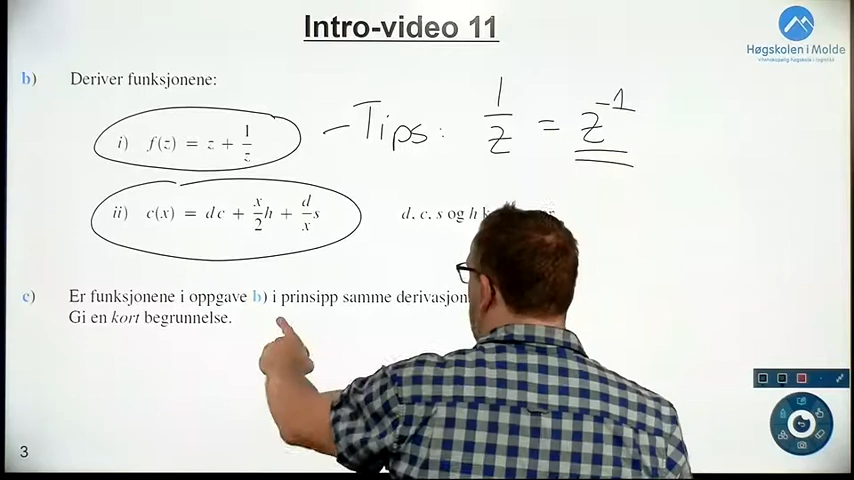 Intro-video 11
Høgskolen i Molde
b) Deriver funksjonene:
i) f(z) = z + 1/z
- Tips: 1/z = z⁻¹
ii) c(x) = dc + x/2 h + d/x s
d, c, s og h
c) Er funksjonene i oppgave b) i prinsipp samme derivasjon
Gi en kort begrunnelse.
3